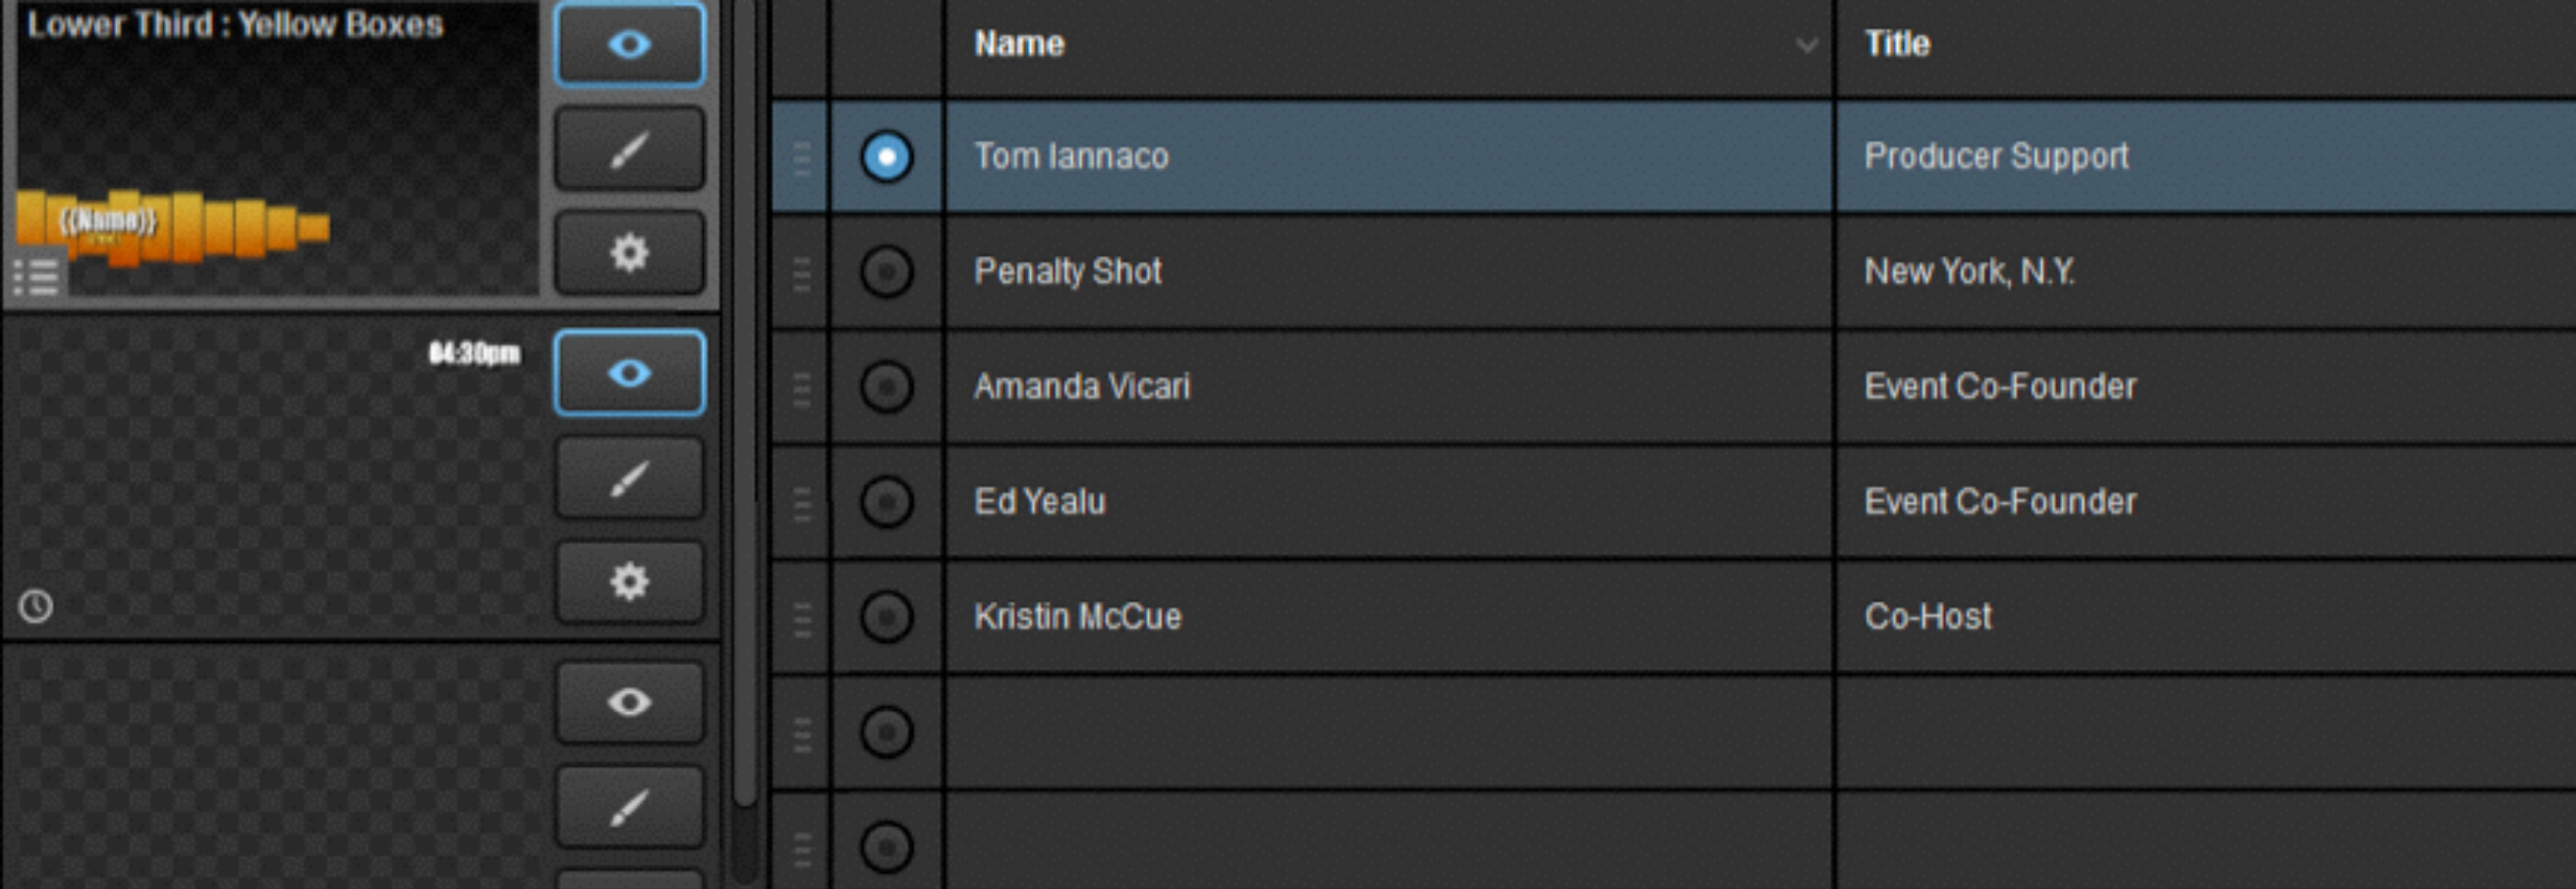 Lower Third : Yellow Boxes
{{Name}}
04:30pm
Name Title
Tom Iannaco Producer Support
Penalty Shot New York, N.Y.
Amanda Vicari Event Co-Founder
Ed Yealu Event Co-Founder
Kristin McCue Co-Host